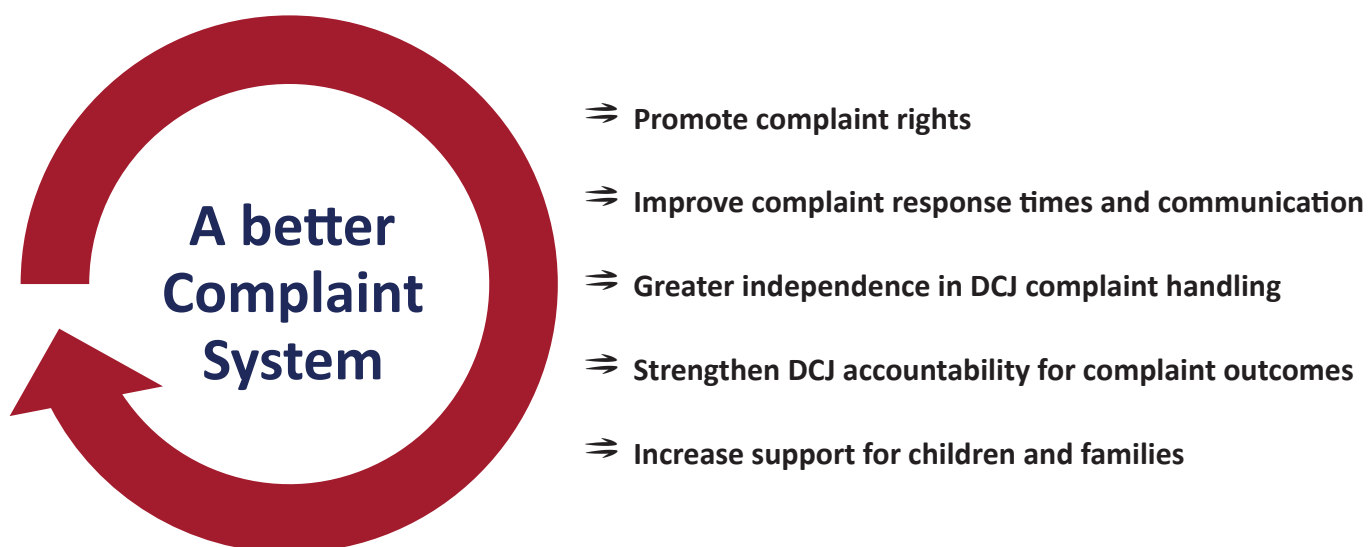 A better
Complaint
System
Promote complaint rights
Improve complaint response times and communication
Greater independence in DCJ complaint handling
Strengthen DCJ accountability for complaint outcomes
Increase support for children and families